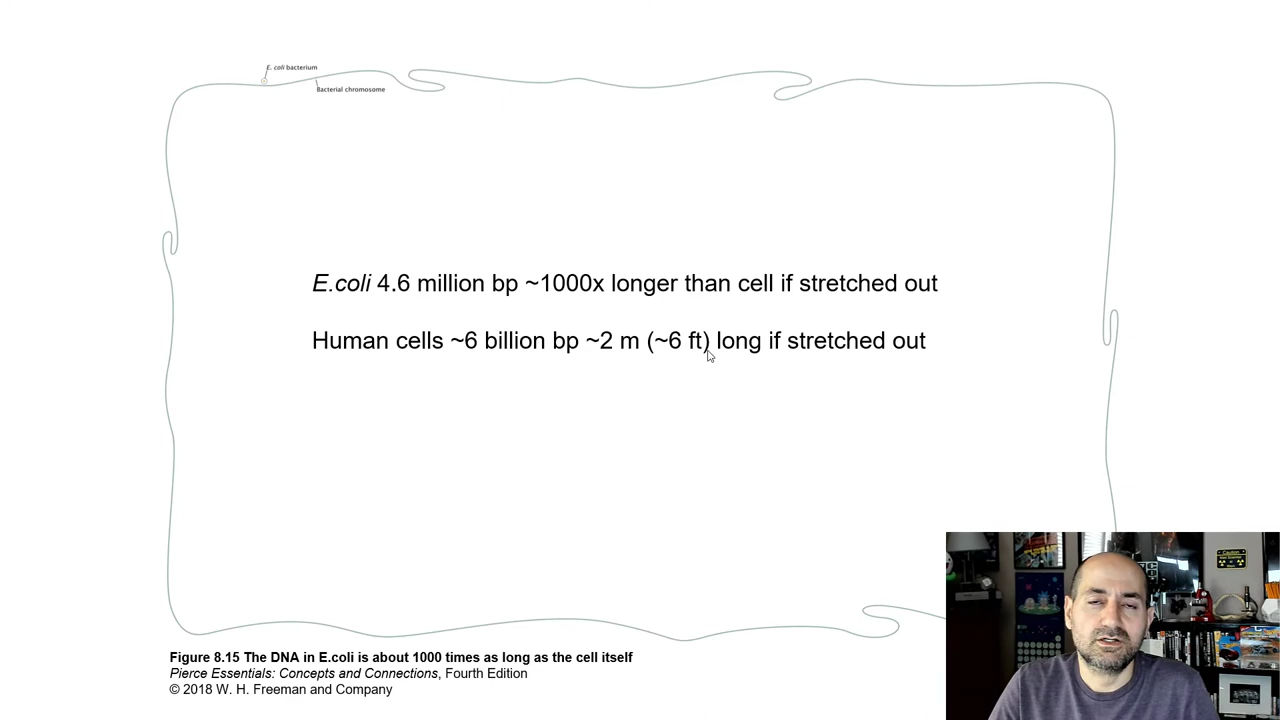 E. coli bacterium
Bacterial chromosome
E.coli 4.6 million bp ~1000x longer than cell if stretched out
Human cells ~6 billion bp ~2 m (~6 ft) long if stretched out
Figure 8.15 The DNA in E.coli is about 1000 times as long as the cell itself
Pierce Essentials: Concepts and Connections, Fourth Edition
© 2018 W. H. Freeman and Company
Caution